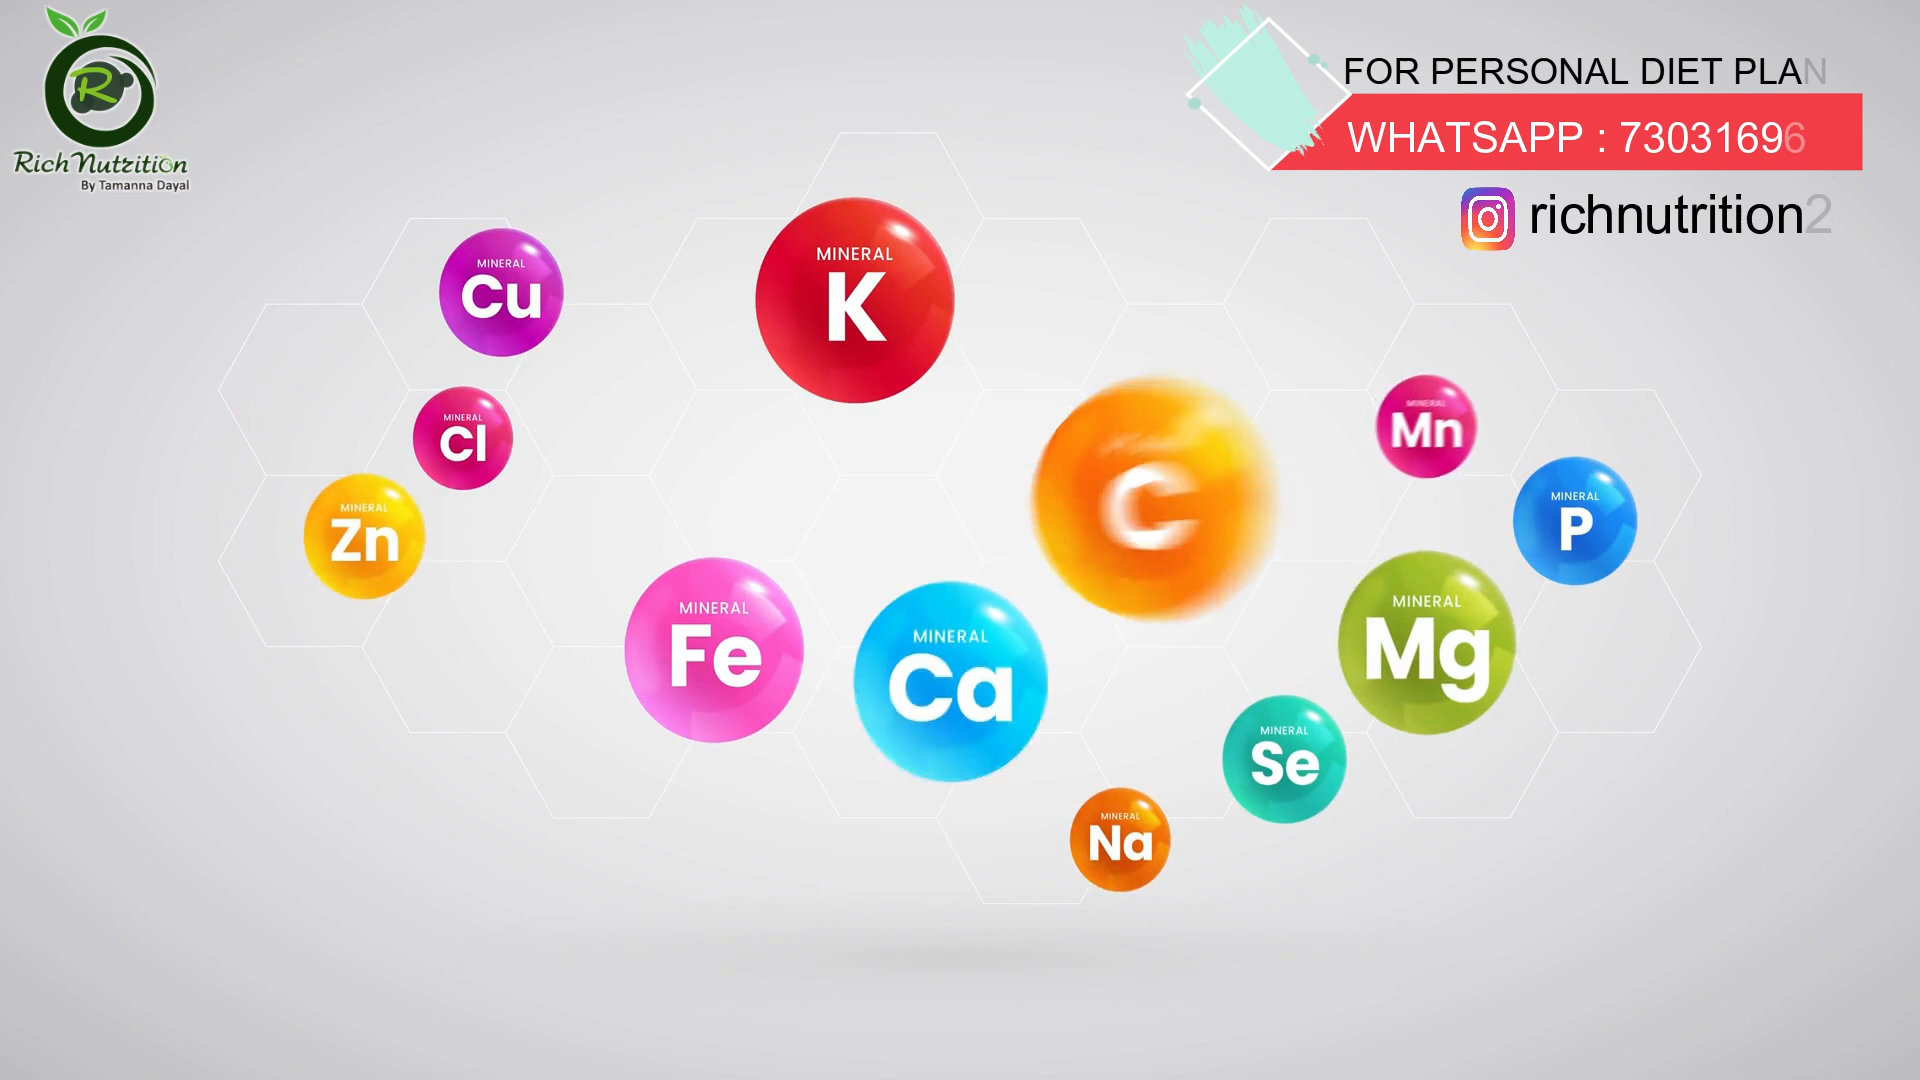 Rich Nutrition
By Tamanna Dayal
FOR PERSONAL DIET PLAN
WHATSAPP : 73031696
richnutrition2
MINERAL
Cu
MINERAL
K
MINERAL
Cl
MINERAL
Mn
MINERAL
Zn
C
MINERAL
P
MINERAL
Fe
MINERAL
Ca
MINERAL
Mg
MINERAL
Se
MINERAL
Na